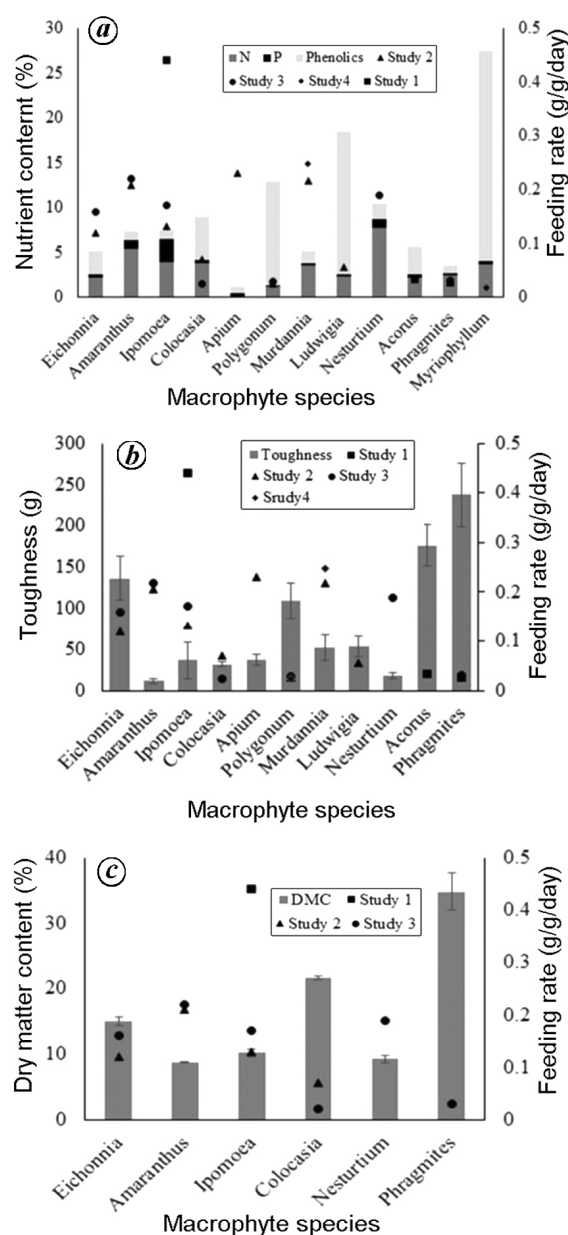 a
30
25
20
15
10
5
0
0.5
0.4
0.3
0.2
0.1
0
N P Phenolics Study 2
Study 3 Study4 Study 1
Nutrient conternt (%)
Feeding rate (g/g/day)
Eichonnia
Amaranthus
Ipomoea
Colocasia
Apium
Polygonum
Murdannia
Ludwigia
Nesturtium
Acorus
Phragmites
Myriophyllum
Macrophyte species
b
300
250
200
150
100
50
0
0.5
0.4
0.3
0.2
0.1
0
Toughness Study 1
Study 2 Study 3
Srudy4
Toughness (g)
Feeding rate (g/g/day)
Eichonnia
Amaranthus
Ipomoea
Colocasia
Apium
Polygonum
Murdannia
Ludwigia
Nesturtium
Acorus
Phragmites
Macrophyte species
c
40
30
20
10
0
0.5
0.4
0.3
0.2
0.1
0
DMC Study 1
Study 2 Study 3
Dry matter content (%)
Feeding rate (g/g/day)
Eichonnia
Amaranthus
Ipomoea
Colocasia
Nesturtium
Phragmites
Macrophyte species